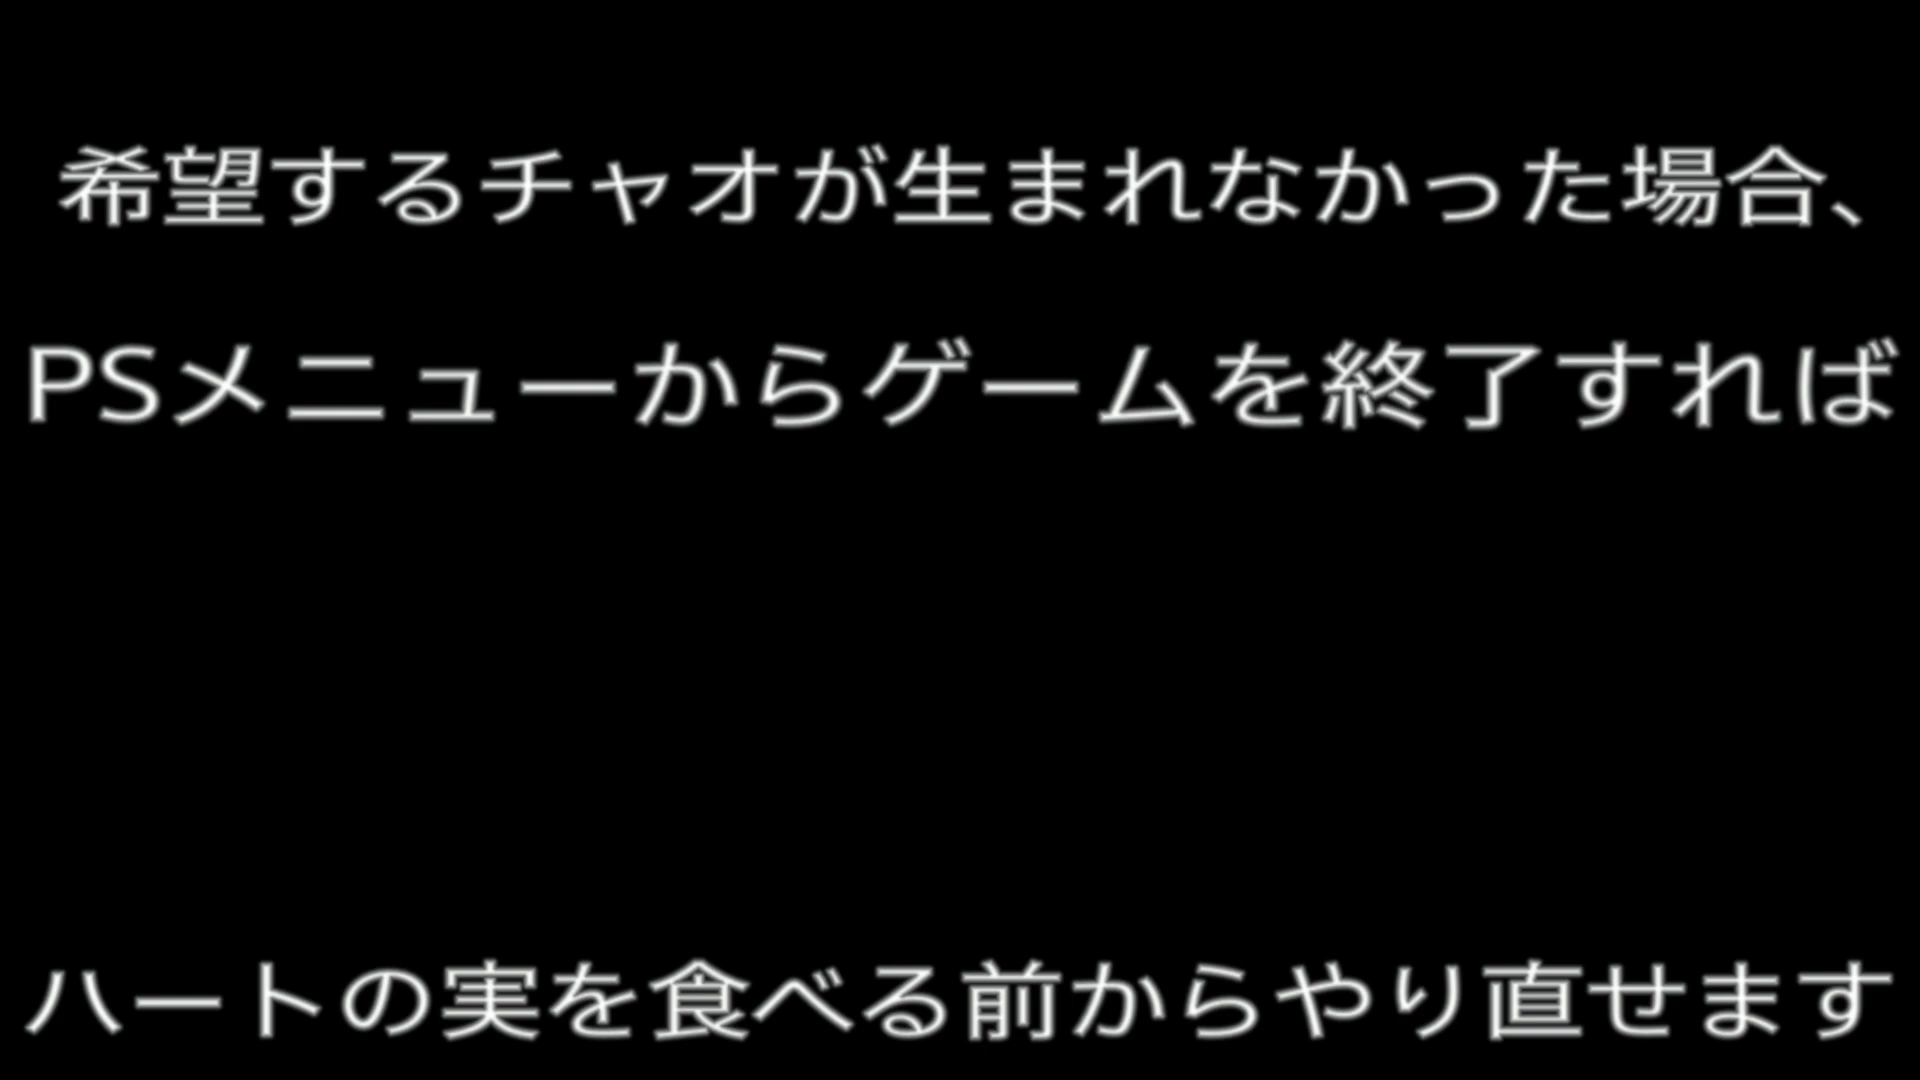 希望するチャオが生まれなかった場合、
PSメニューからゲームを終了すれば
ハートの実を食べる前からやり直せます